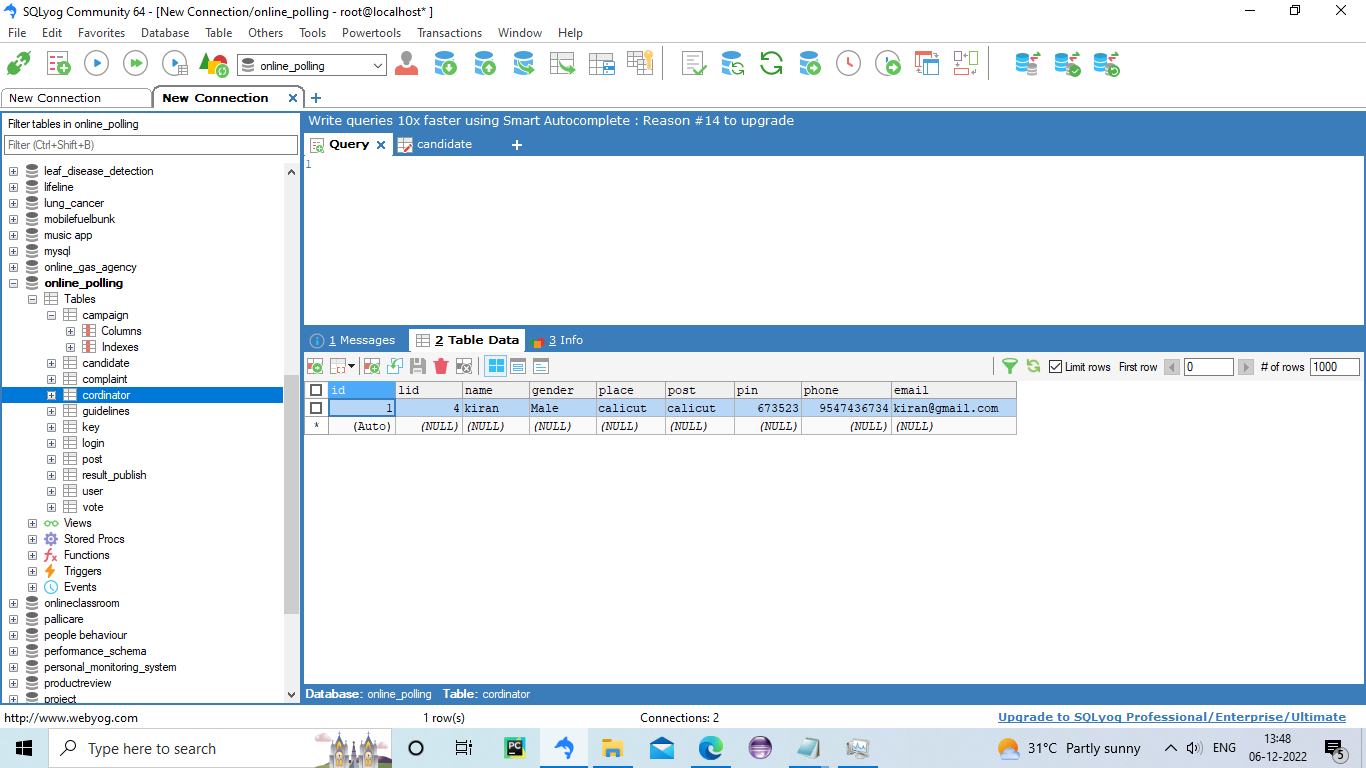 SQLyog Community 64 - [New Connection/online_polling - root@localhost* ]
File Edit Favorites Database Table Others Tools Powertools Transactions Window Help
online_polling
New Connection
New Connection
Filter tables in online_polling
Filter (Ctrl+Shift+B)
leaf_disease_detection
lifeline
lung_cancer
mobilefuelbunk
music app
mysql
online_gas_agency
online_polling
Tables
campaign
Columns
Indexes
candidate
complaint
cordinator
guidelines
key
login
post
result_publish
user
vote
Views
Stored Procs
Functions
Triggers
Events
onlineclassroom
pallicare
people behaviour
performance_schema
personal_monitoring_system
productreview
project
Write queries 10x faster using Smart Autocomplete : Reason #14 to upgrade
Query candidate
1
1 Messages 2 Table Data 3 Info
Limit rows First row 0 # of rows 1000
id lid name gender place post pin phone email
1 4 kiran Male calicut calicut 673523 9547436734 kiran@gmail.com
* (Auto) (NULL) (NULL) (NULL) (NULL) (NULL) (NULL) (NULL) (NULL)
Database: online_polling Table: cordinator
http://www.webyog.com 1 row(s) Connections: 2 Upgrade to SQLyog Professional/Enterprise/Ultimate
Type here to search PC 31°C Partly sunny ENG 13:48
06-12-2022 5